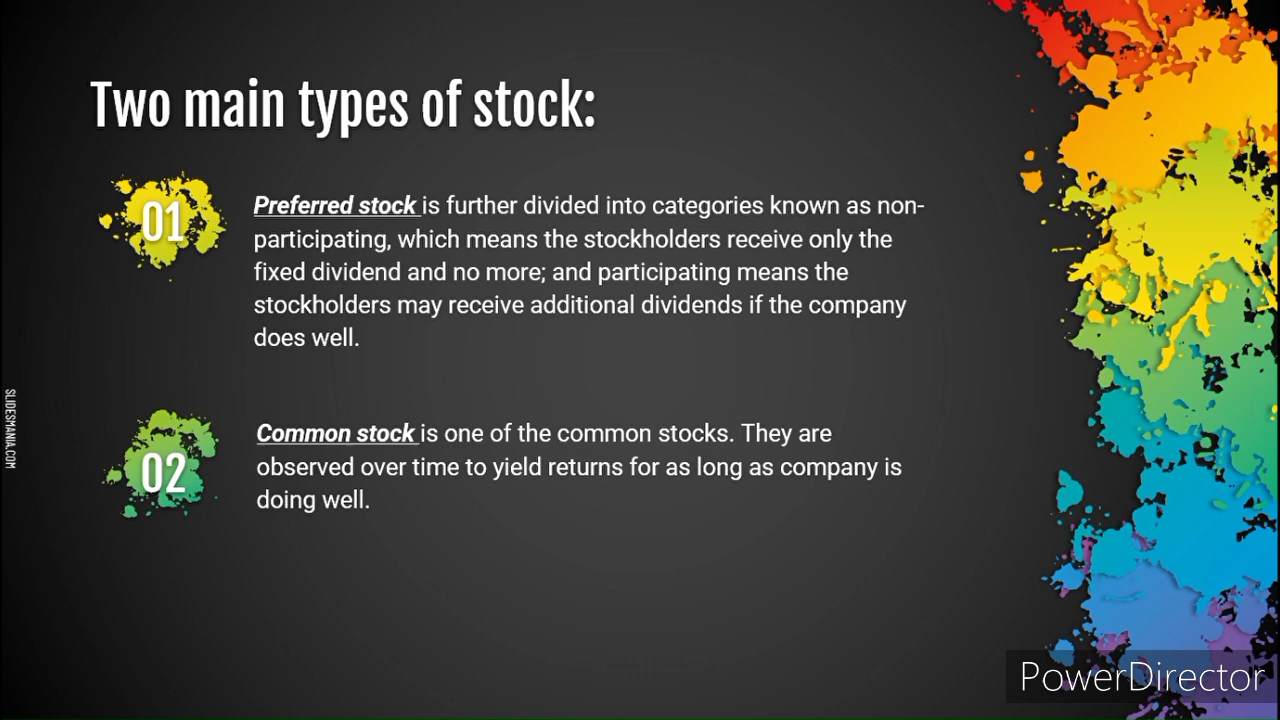 Two main types of stock:
01
Preferred stock is further divided into categories known as non-
participating, which means the stockholders receive only the
fixed dividend and no more; and participating means the
stockholders may receive additional dividends if the company
does well.
02
Common stock is one of the common stocks. They are
observed over time to yield returns for as long as company is
doing well.
SLIDESMANIA.COM
PowerDirector